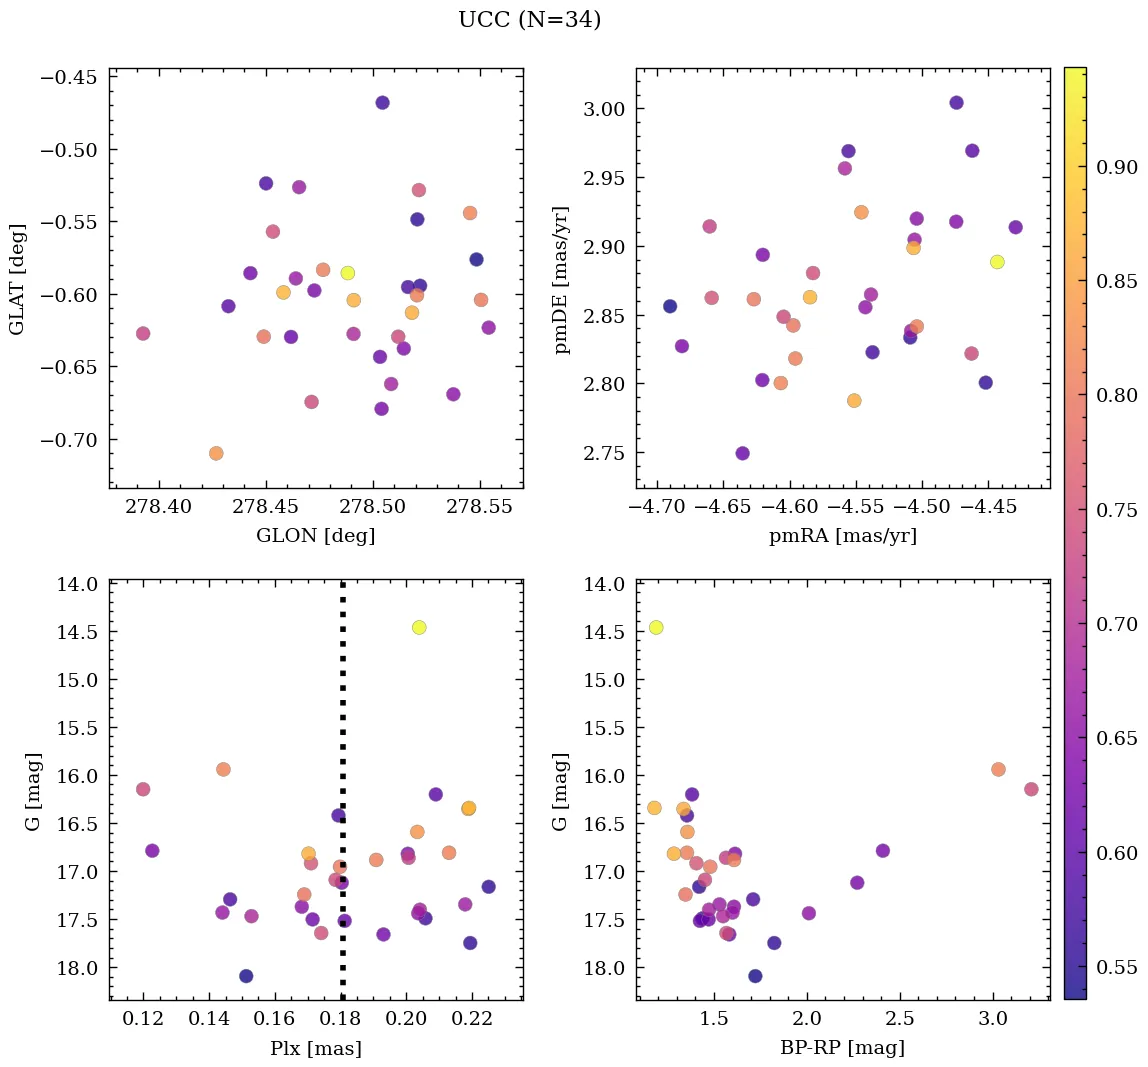 UCC (N=34)
−0.45
−0.50
−0.55
−0.60
−0.65
−0.70
GLAT [deg]
278.40 278.45 278.50 278.55
GLON [deg]
3.00
2.95
2.90
2.85
2.80
2.75
pmDE [mas/yr]
−4.70 −4.65 −4.60 −4.55 −4.50 −4.45
pmRA [mas/yr]
14.0
14.5
15.0
15.5
16.0
16.5
17.0
17.5
18.0
G [mag]
0.12 0.14 0.16 0.18 0.20 0.22
Plx [mas]
14.0
14.5
15.0
15.5
16.0
16.5
17.0
17.5
18.0
G [mag]
1.5 2.0 2.5 3.0
BP-RP [mag]
0.90
0.85
0.80
0.75
0.70
0.65
0.60
0.55